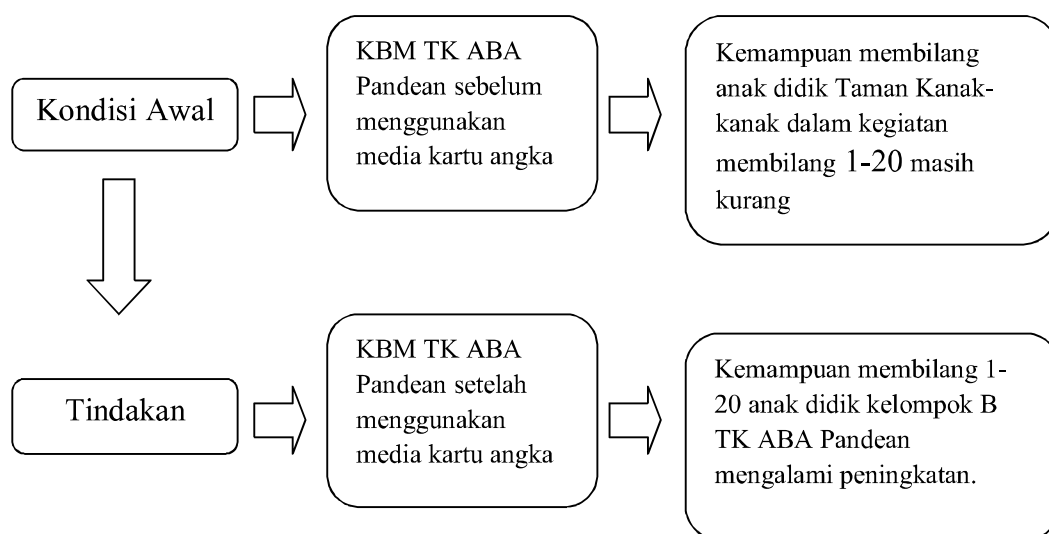 Kondisi Awal
KBM TK ABA
Pandean sebelum
menggunakan
media kartu angka
Kemampuan membilang
anak didik Taman Kanak-
kanak dalam kegiatan
membilang 1-20 masih
kurang
Tindakan
KBM TK ABA
Pandean setelah
menggunakan
media kartu angka
Kemampuan membilang 1-
20 anak didik kelompok B
TK ABA Pandean
mengalami peningkatan.